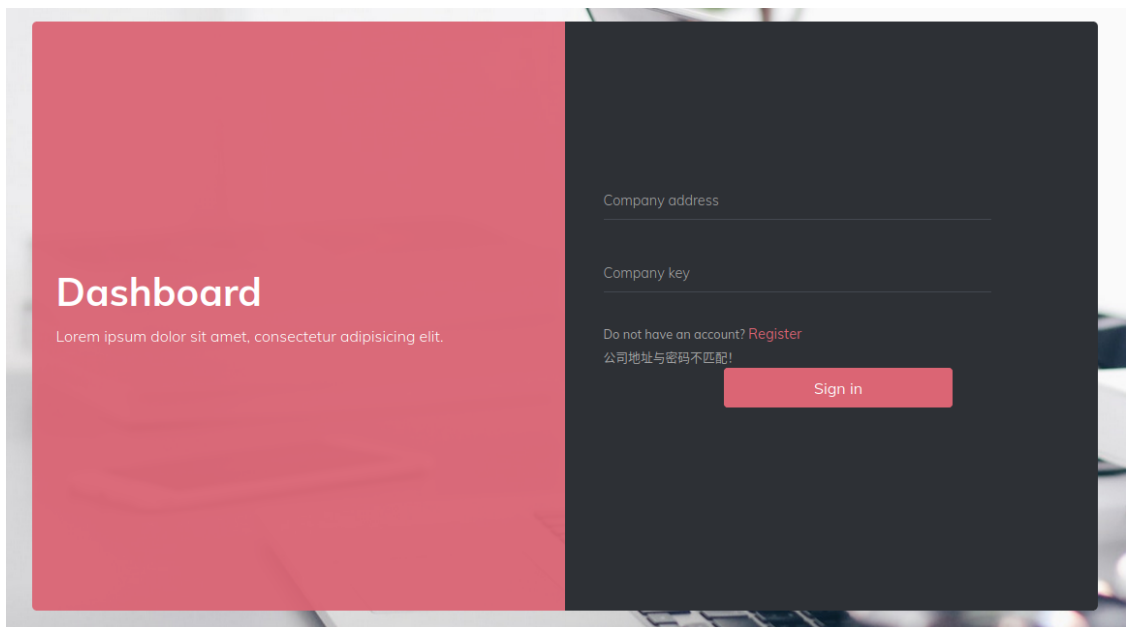 Dashboard
Lorem ipsum dolor sit amet, consectetur adipisicing elit.
Company address
Company key
Do not have an account? Register
公司地址与密码不匹配!
Sign in